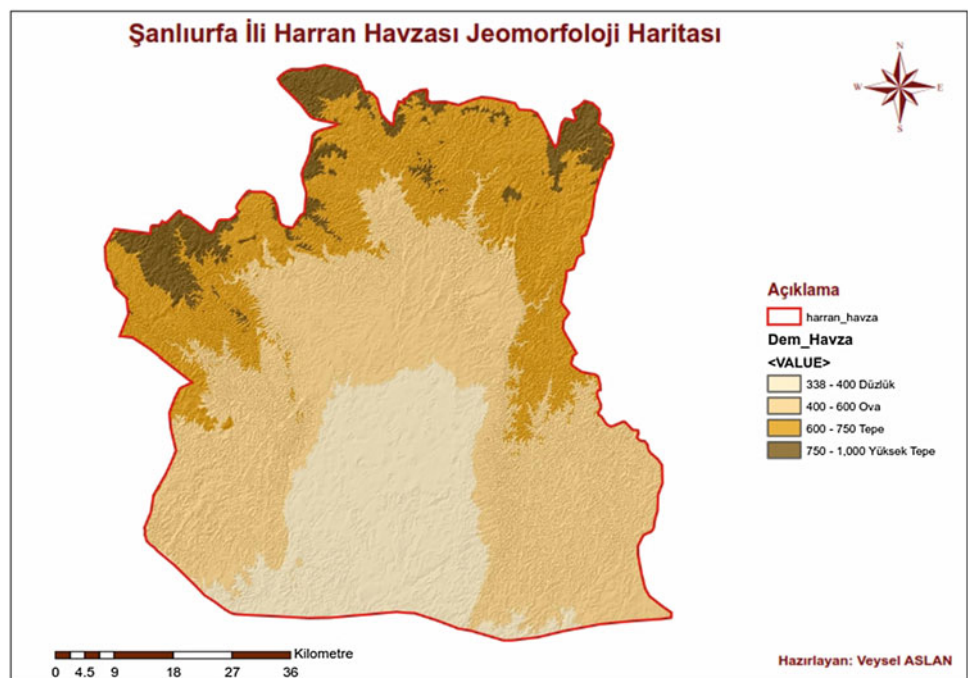 Şanlıurfa İli Harran Havzası Jeomorfoloji Haritası
N
W E
S
Açıklama
harran_havza
Dem_Havza
<VALUE>
338 - 400 Düzlük
400 - 600 Ova
600 - 750 Tepe
750 - 1,000 Yüksek Tepe
Kilometre
0 4.5 9 18 27 36
Hazırlayan: Veysel ASLAN